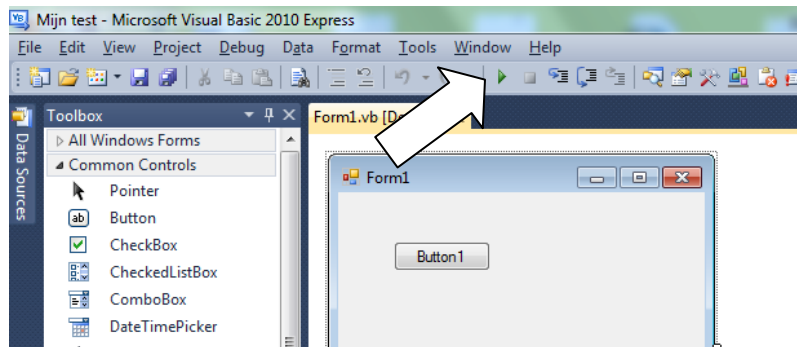 Mijn test - Microsoft Visual Basic 2010 Express
File Edit View Project Debug Data Format Tools Window Help
Toolbox
Form1.vb
Data Sources
All Windows Forms
Common Controls
Pointer
Button
CheckBox
CheckedListBox
ComboBox
DateTimePicker
Form1
Button1